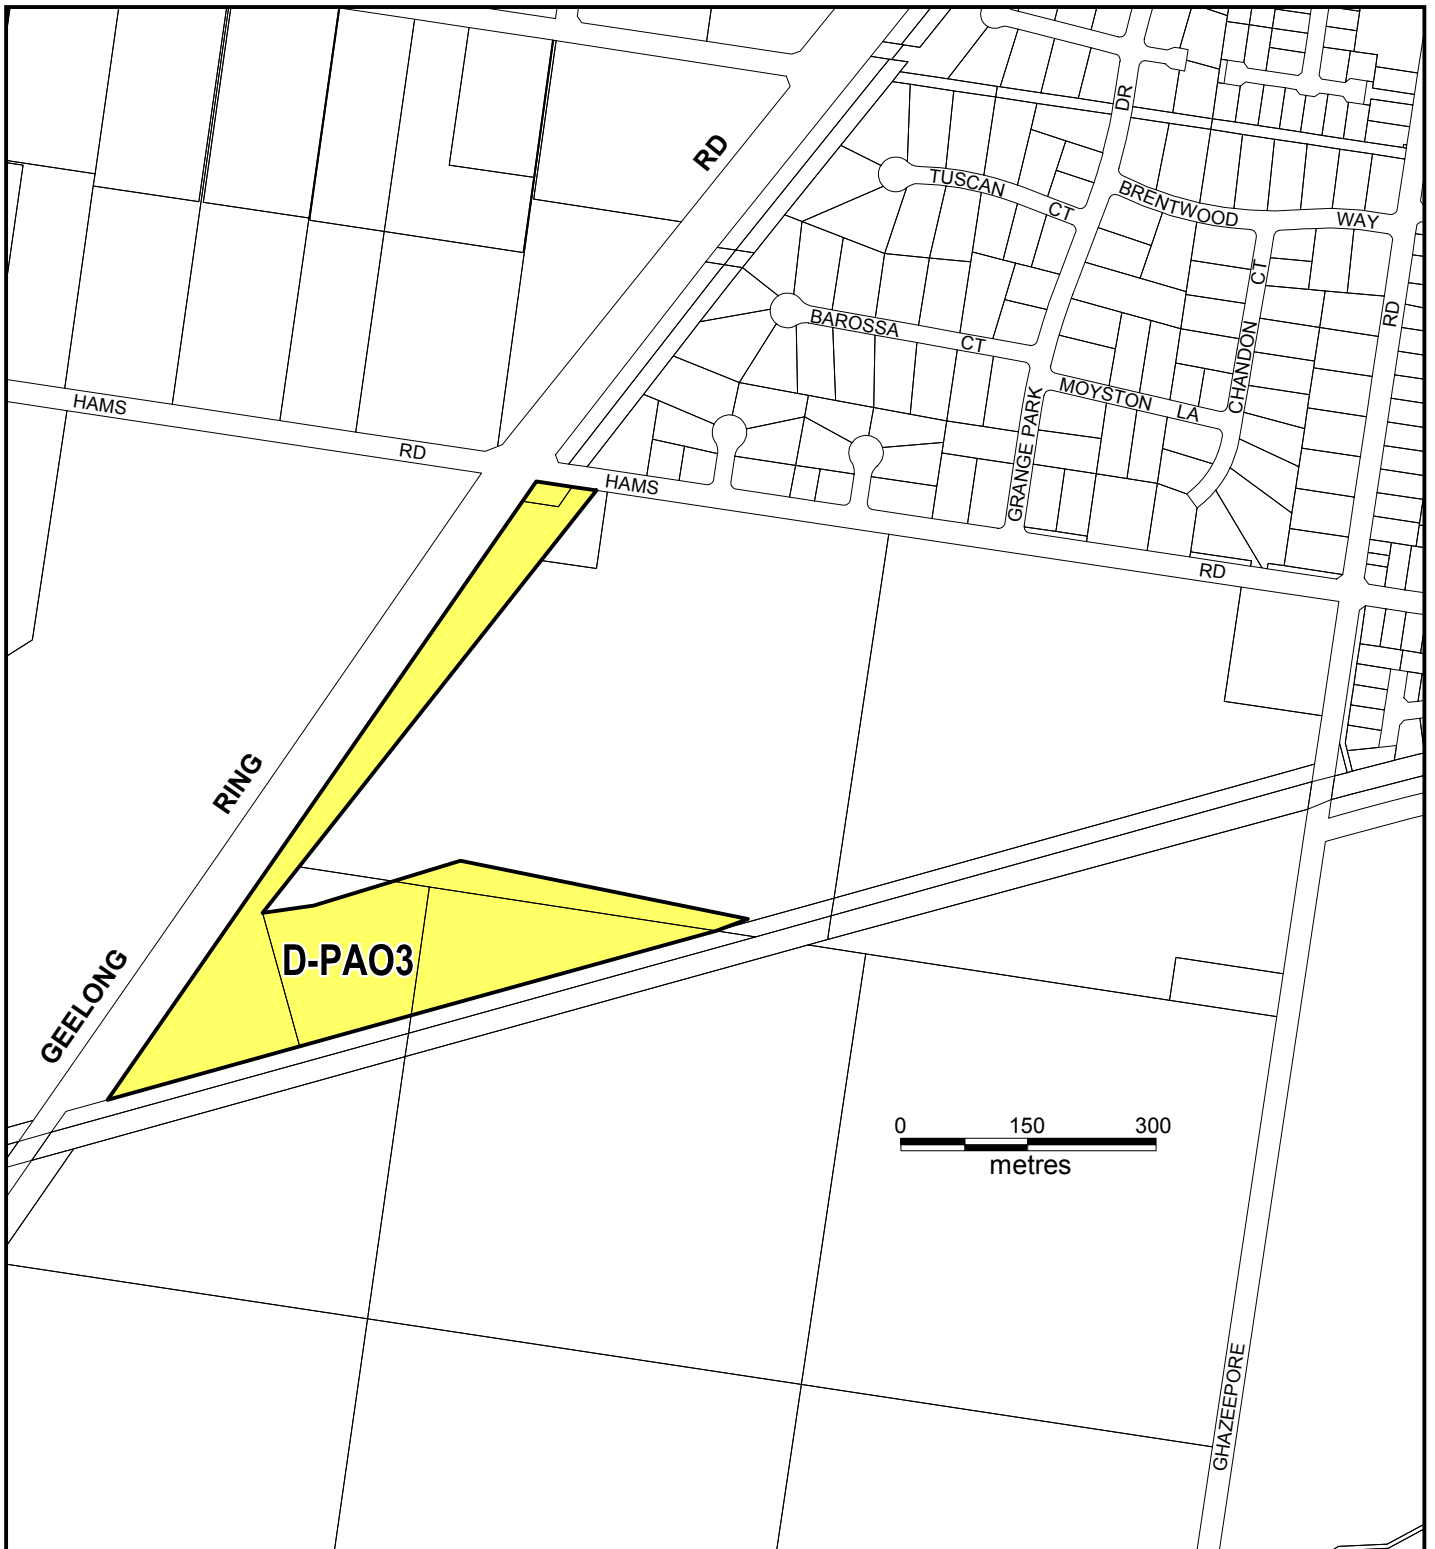 RD
DR
TUSCAN
CT
BRENTWOOD
WAY
CT
BAROSSA
CT
CHANDON
RD
MOYSTON
LA
GRANGE PARK
HAMS
RD
HAMS
RD
RING
GEELONG
D-PAO3
0 150 300
metres
GHAZEEPORE